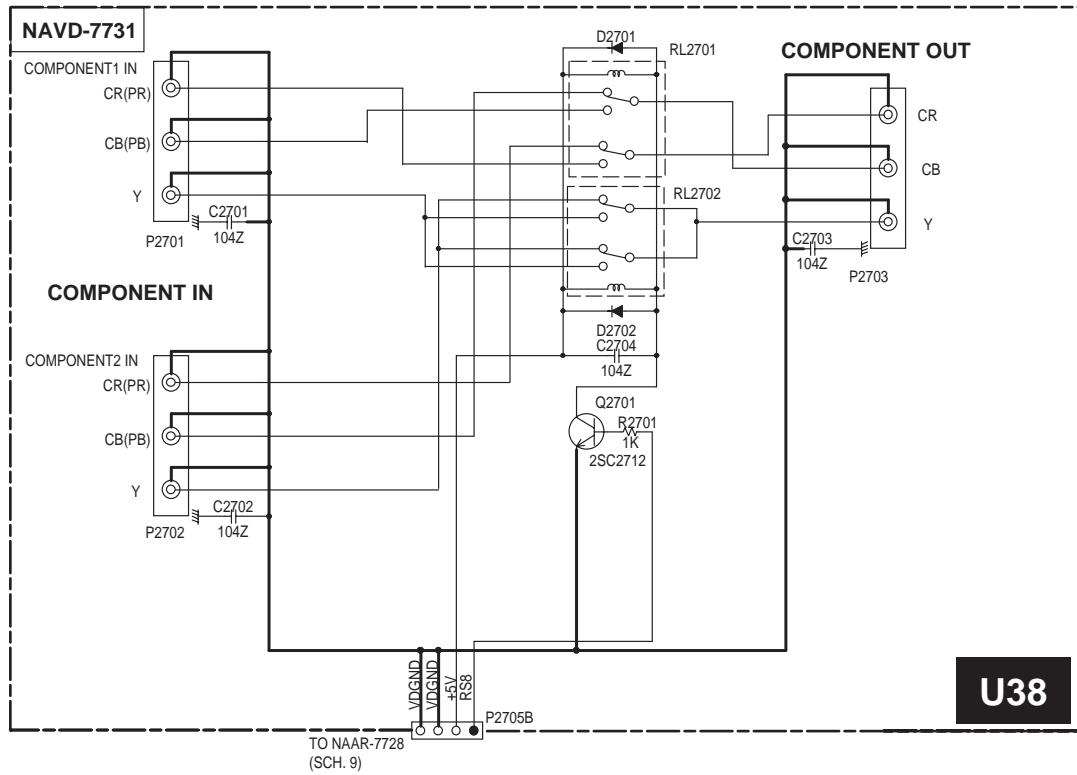 NAVD-7731
COMPONENT1 IN
CR(PR)
CB(PB)
Y
C2701
104Z
P2701
COMPONENT IN
COMPONENT2 IN
CR(PR)
CB(PB)
Y
C2702
104Z
P2702
D2701
RL2701
RL2702
D2702
C2704
104Z
Q2701
R2701
1K
2SC2712
COMPONENT OUT
CR
CB
Y
C2703
104Z
P2703
VDGND
VDGND
+5V
RS8
P2705B
TO NAAR-7728
(SCH. 9)
U38